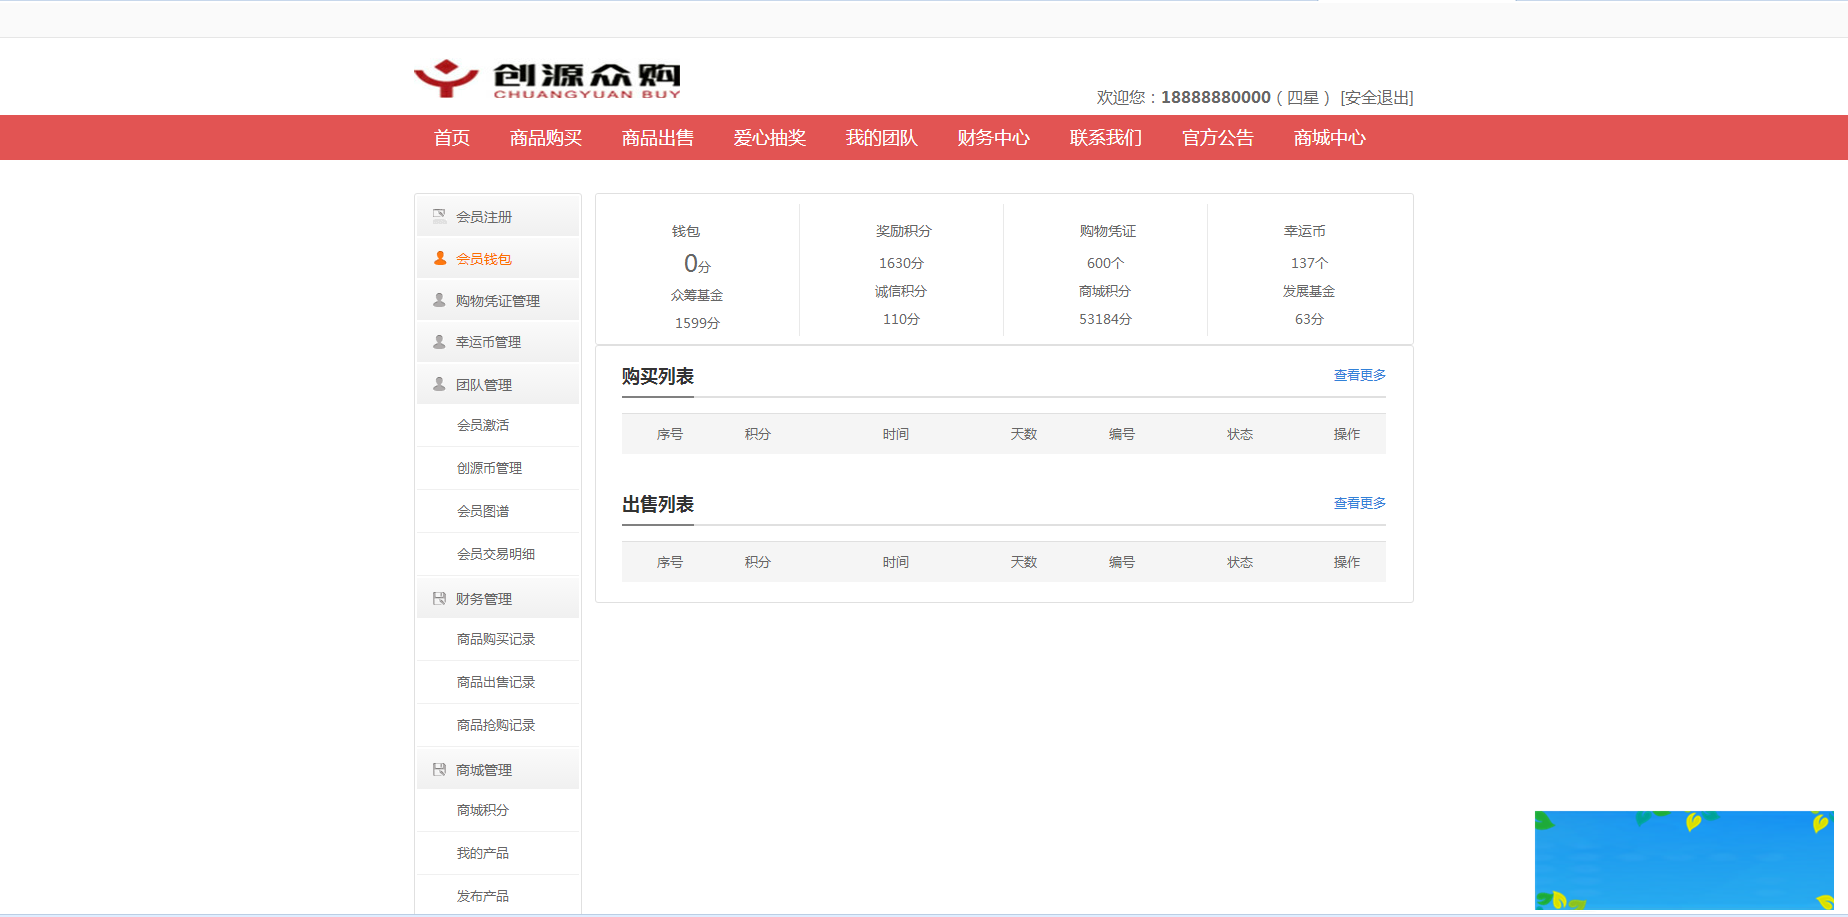 创源众购
CHUANGYUAN BUY
欢迎您：18888880000（四星） [安全退出]
首页 商品购买 商品出售 爱心抽奖 我的团队 财务中心 联系我们 官方公告 商城中心
会员注册
会员钱包
购物凭证管理
幸运币管理
团队管理
会员激活
创源币管理
会员图谱
会员交易明细
财务管理
商品购买记录
商品出售记录
商品抢购记录
商城管理
商城积分
我的产品
发布产品
钱包 奖励积分 购物凭证 幸运币
0分 1630分 600个 137个
众筹基金 诚信积分 商城积分 发展基金
1599分 110分 53184分 63分
购买列表 查看更多
序号 积分 时间 天数 编号 状态 操作
出售列表 查看更多
序号 积分 时间 天数 编号 状态 操作